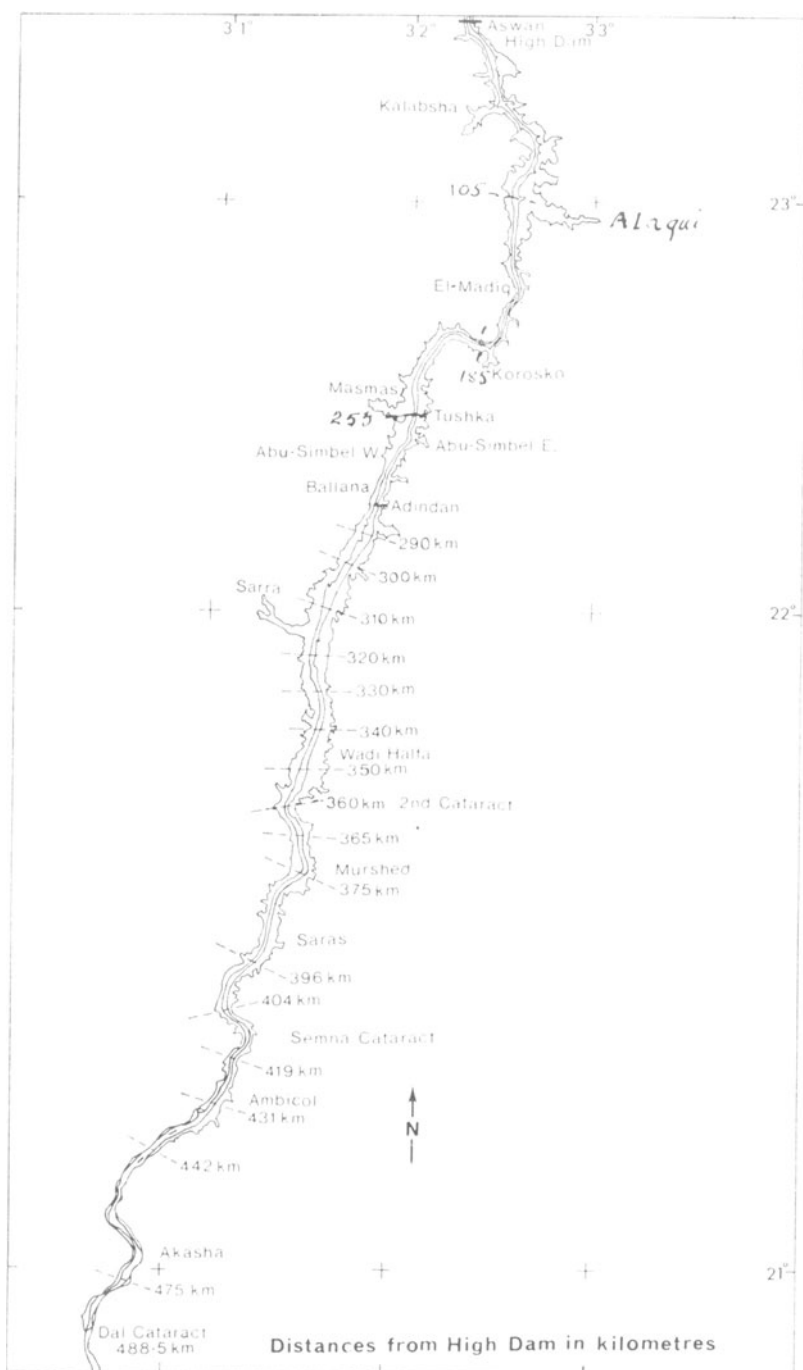 31° 32° 33°
Aswan
High Dam
Kalabsha
105
23°
Alaqui
El-Madiq
185 Korosko
Masmas
255 Tushka
Abu-Simbel W. Abu-Simbel E.
Ballana
Adindan
290 km
300 km
Sarra
310 km
22°
320 km
330 km
340 km
Wadi Halfa
350 km
360 km 2nd Cataract
365 km
Murshed
375 km
Saras
396 km
404 km
Semna Cataract
419 km
Ambicol
431 km
N
442 km
Akasha
21°
475 km
Dal Cataract
488·5 km
Distances from High Dam in kilometres